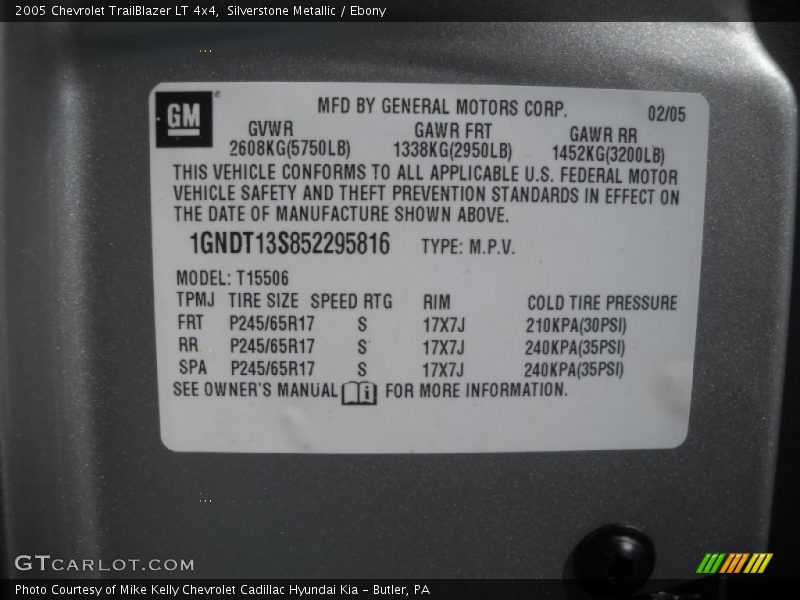 2005 Chevrolet TrailBlazer LT 4x4, Silverstone Metallic / Ebony
GM
MFD BY GENERAL MOTORS CORP. 02/05
GVWR GAWR FRT GAWR RR
2608KG(5750LB) 1338KG(2950LB) 1452KG(3200LB)
THIS VEHICLE CONFORMS TO ALL APPLICABLE U.S. FEDERAL MOTOR
VEHICLE SAFETY AND THEFT PREVENTION STANDARDS IN EFFECT ON
THE DATE OF MANUFACTURE SHOWN ABOVE.
1GNDT13S852295816 TYPE: M.P.V.
MODEL: T15506
TPMJ TIRE SIZE SPEED RTG RIM COLD TIRE PRESSURE
FRT P245/65R17 S 17X7J 210KPA(30PSI)
RR P245/65R17 S 17X7J 240KPA(35PSI)
SPA P245/65R17 S 17X7J 240KPA(35PSI)
SEE OWNER'S MANUAL FOR MORE INFORMATION.
GTCARLOT.COM
Photo Courtesy of Mike Kelly Chevrolet Cadillac Hyundai Kia - Butler, PA